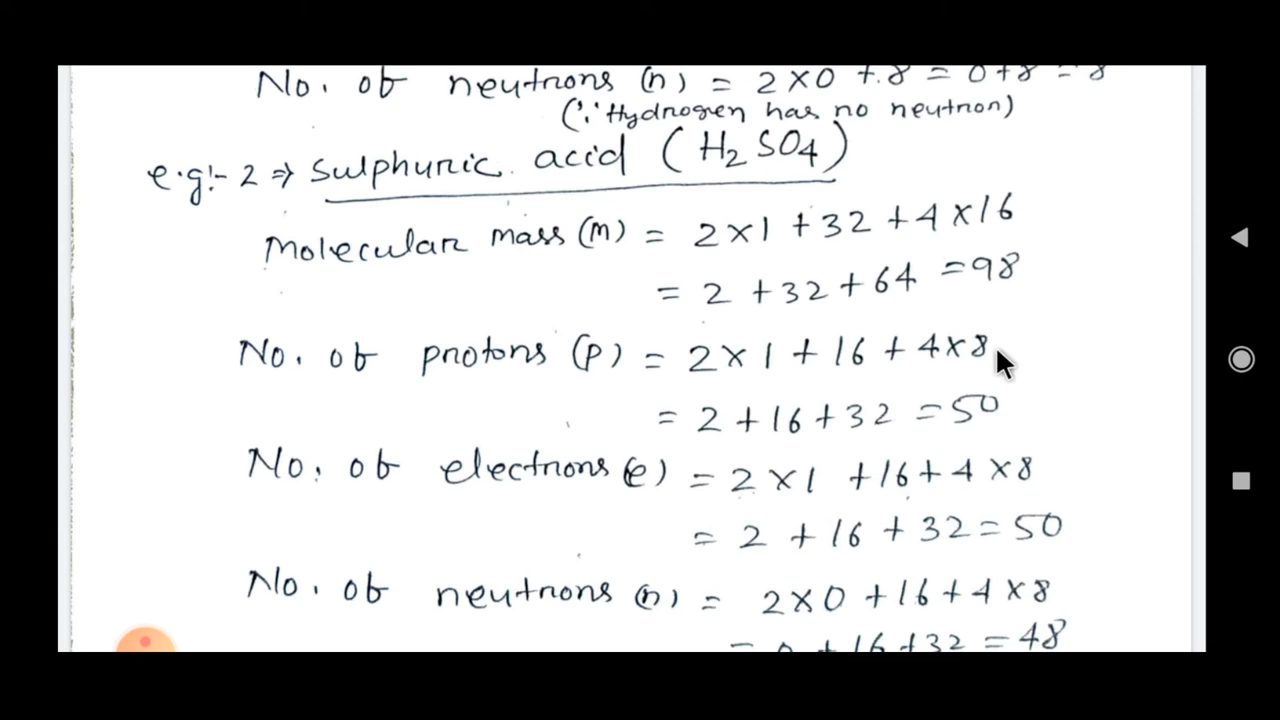 No. of neutrons (n) = 2×0 + 8 = 0+8 = 8
(∵ Hydrogen has no neutron)
e.g:- 2 ⇒ Sulphuric acid (H₂SO₄)
Molecular mass (m) = 2×1 + 32 + 4×16
= 2 + 32 + 64 = 98
No. of protons (p) = 2×1 + 16 + 4×8
= 2 + 16 + 32 = 50
No. of electrons (e) = 2×1 + 16 + 4×8
= 2 + 16 + 32 = 50
No. of neutrons (n) = 2×0 + 16 + 4×8
= 0 + 16 + 32 = 48